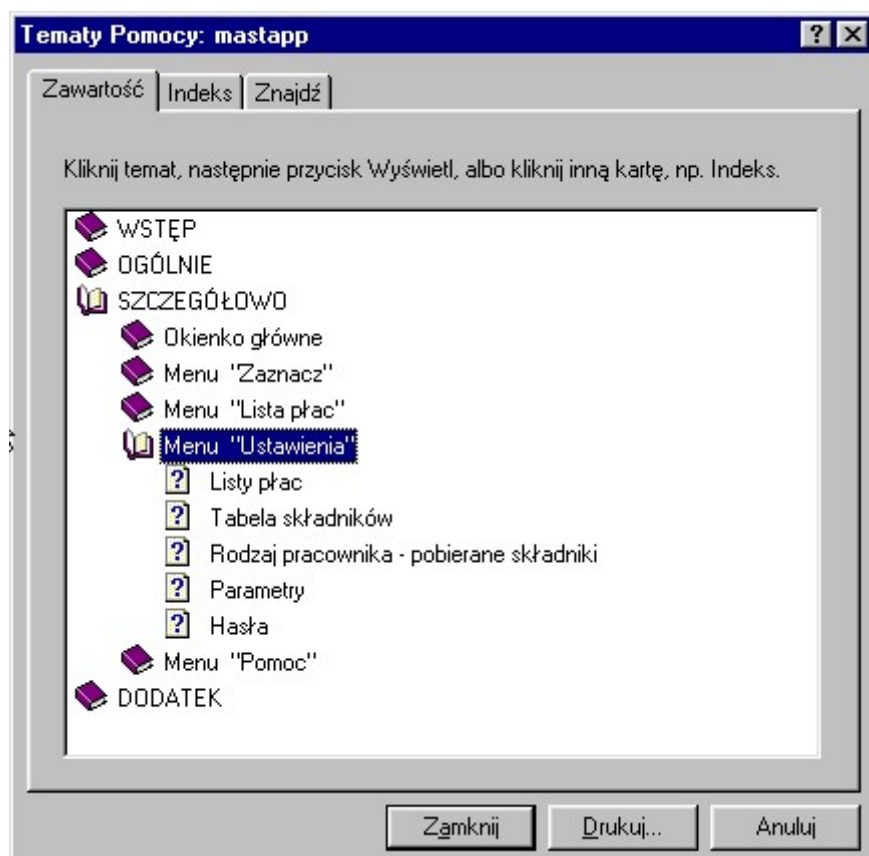 Tematy Pomocy: mastapp
Zawartość Indeks Znajdź
Kliknij temat, następnie przycisk Wyświetl, albo kliknij inną kartę, np. Indeks.
WSTĘP
OGÓLNIE
SZCZEGÓŁOWO
Okienko główne
Menu "Zaznacz"
Menu "Lista płac"
Menu "Ustawienia"
Listy płac
Tabela składników
Rodzaj pracownika - pobierane składniki
Parametry
Hasła
Menu "Pomoc"
DODATEK
Zamknij Drukuj... Anuluj